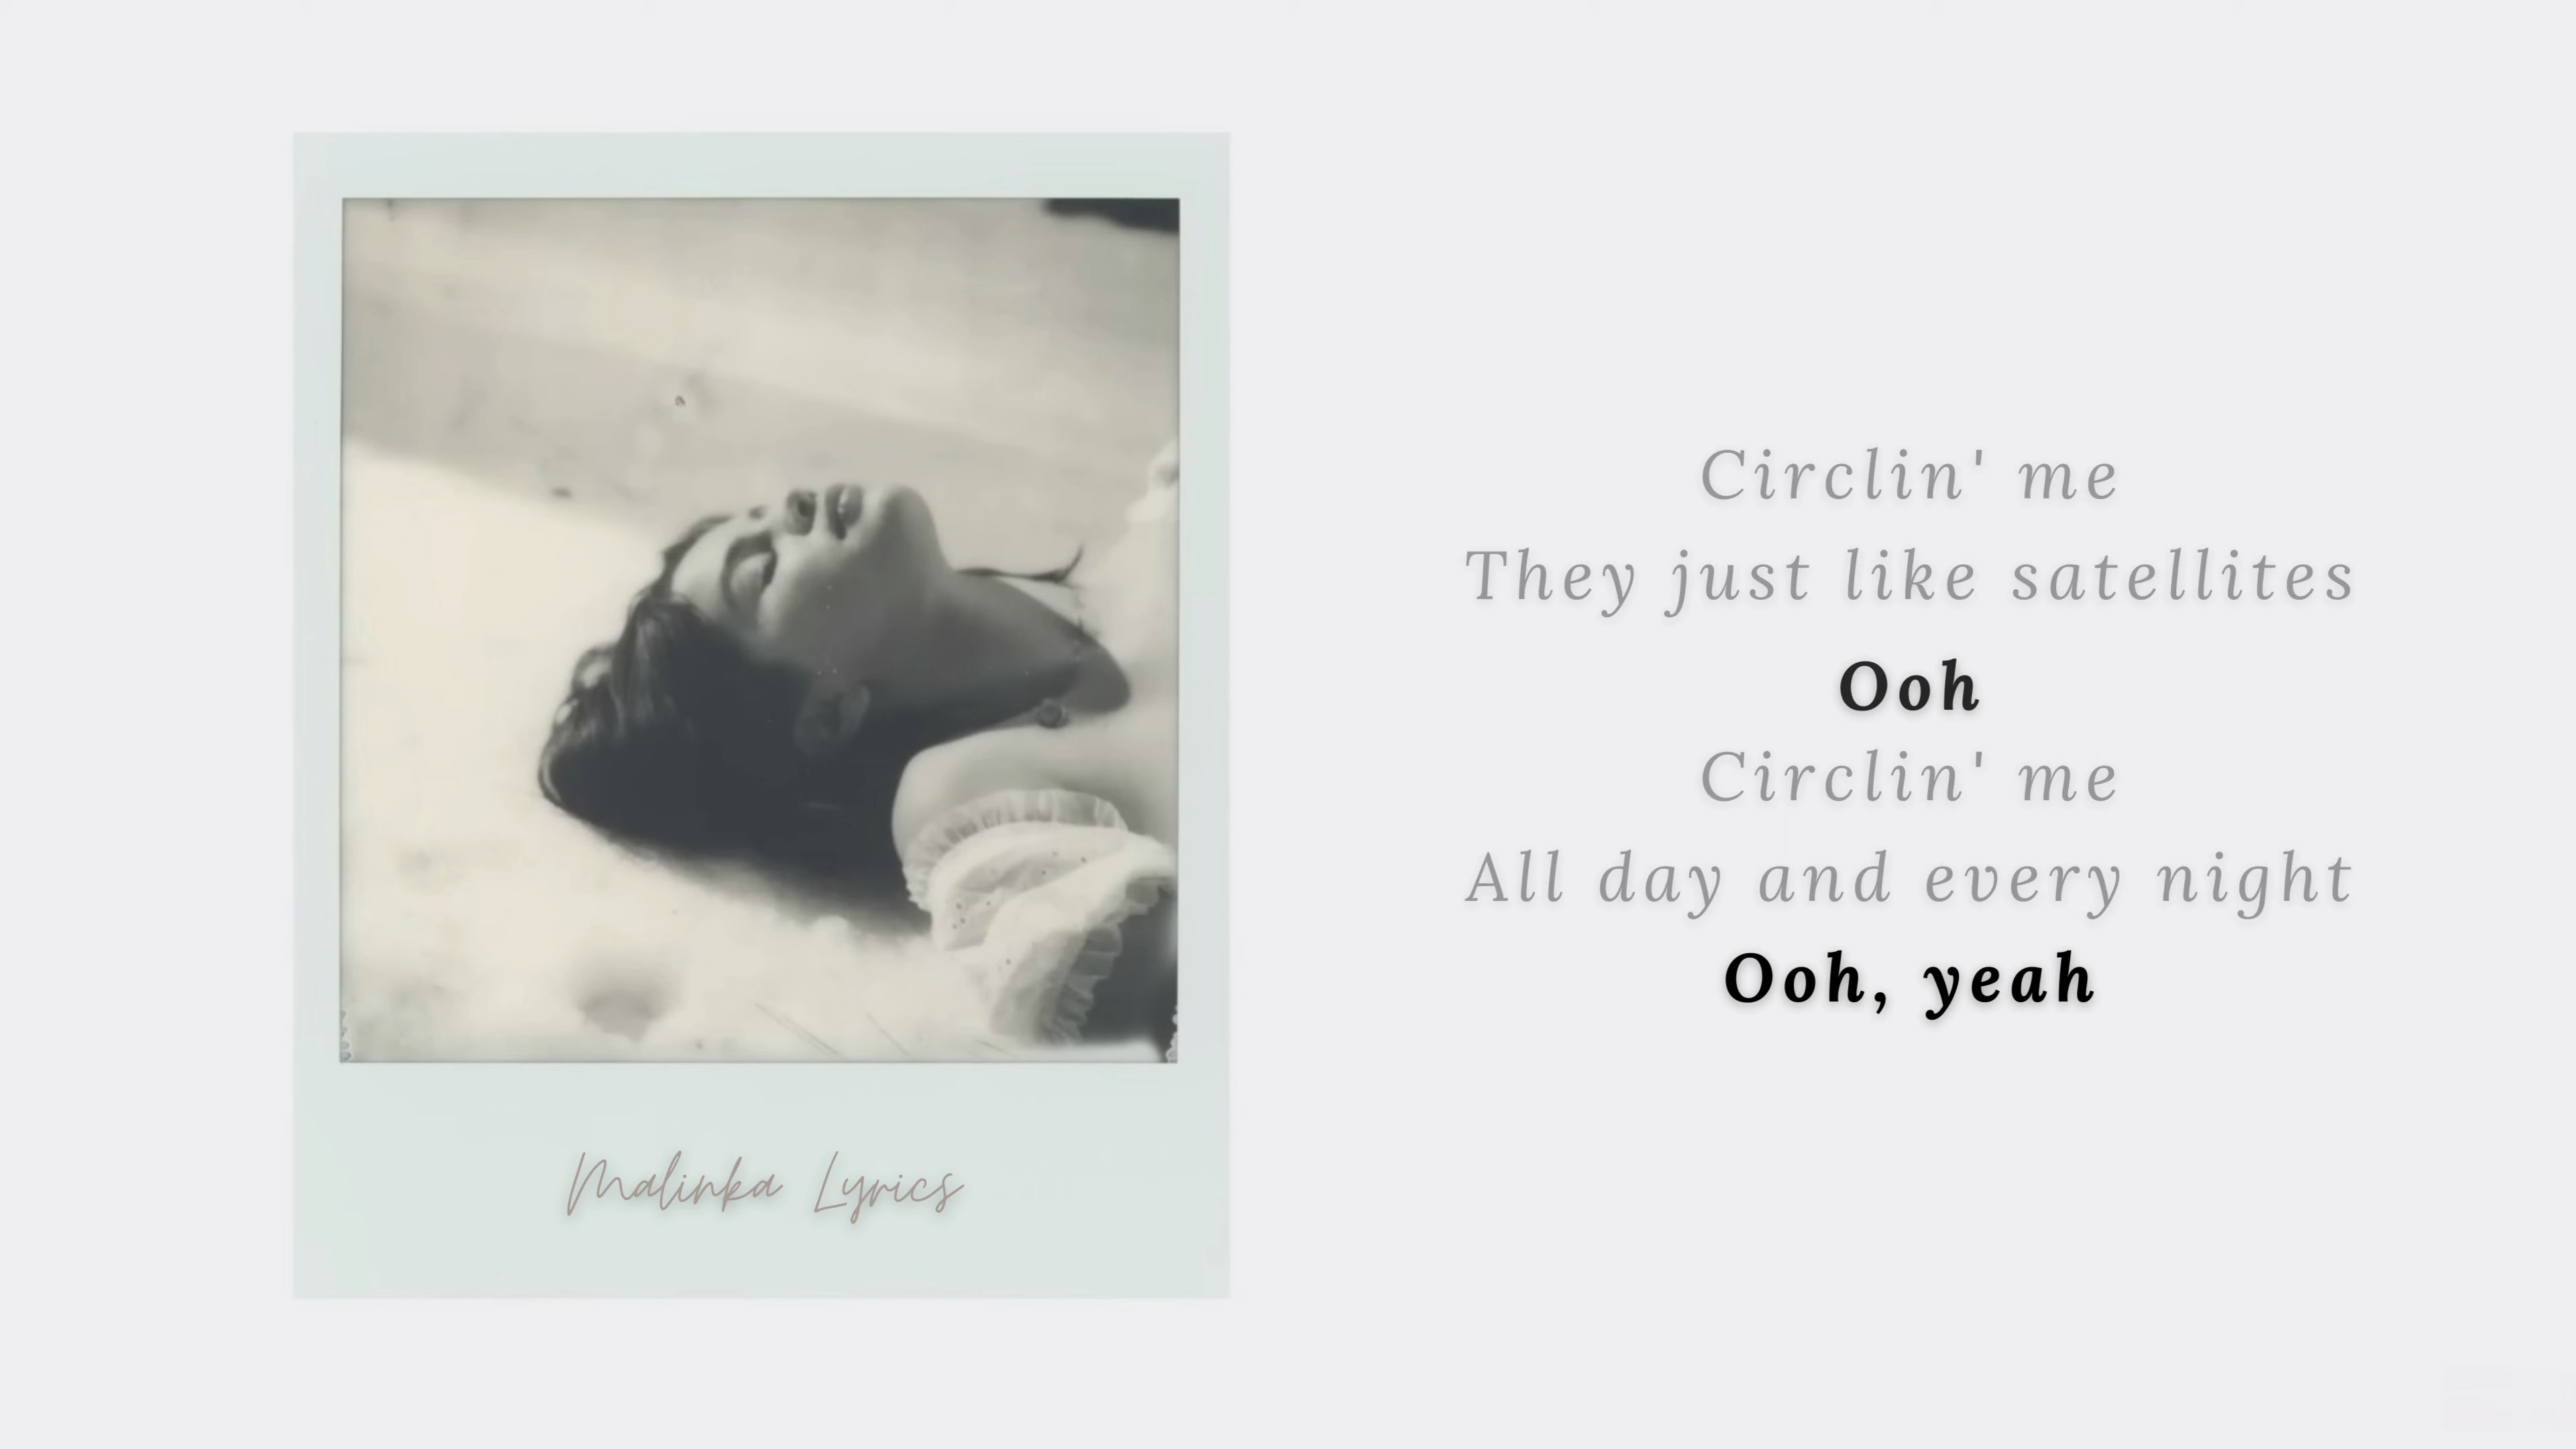 Circlin' me
They just like satellites
Ooh
Circlin' me
All day and every night
Ooh, yeah
Malinka Lyrics